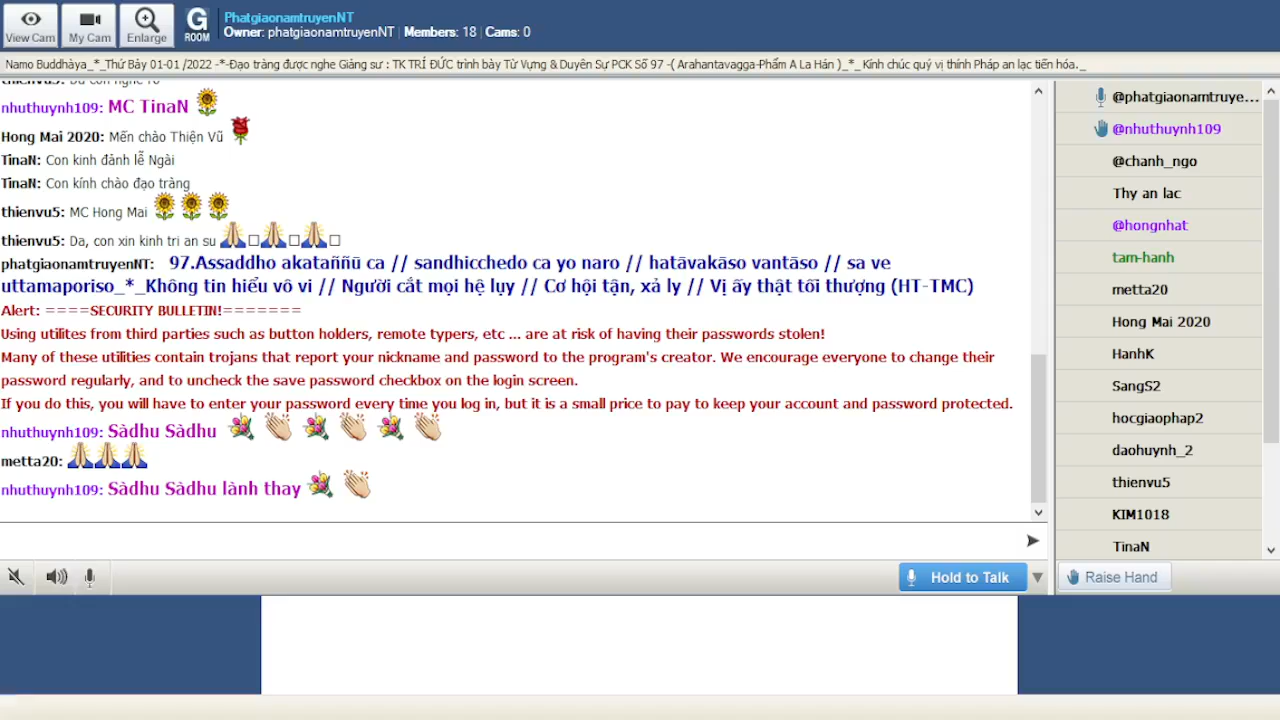 PhatgiaonamtruyenNT
View Cam My Cam Enlarge G ROOM Owner: phatgiaonamtruyenNT | Members: 18 | Cams: 0
Namo Buddhàya_*_Thứ Bảy 01-01 /2022 -*-Đạo tràng được nghe Giảng sư : TK TRÍ ĐỨC trình bày Từ Vựng & Duyên Sự PCK Số 97 -( Arahantavagga-Phẩm A La Hán )_*_ Kính chúc quý vị thính Pháp an lạc tiến hóa._
nhuthuynh109: MC TinaN
Hong Mai 2020: Mến chào Thiện Vũ
TinaN: Con kinh đảnh lễ Ngài
TinaN: Con kính chào đạo tràng
thienvu5: MC Hong Mai
thienvu5: Da, con xin kinh tri an su
phatgiaonamtruyenNT: 97.Assaddho akataññū ca // sandhicchedo ca yo naro // hatāvakāso vantāso // sa ve
uttamaporiso_*_Không tin hiểu vô vi // Người cắt mọi hệ lụy // Cơ hội tận, xả ly // Vị ấy thật tối thượng (HT-TMC)
Alert: ====SECURITY BULLETIN!=======
Using utilites from third parties such as button holders, remote typers, etc ... are at risk of having their passwords stolen!
Many of these utilities contain trojans that report your nickname and password to the program's creator. We encourage everyone to change their
password regularly, and to uncheck the save password checkbox on the login screen.
If you do this, you will have to enter your password every time you log in, but it is a small price to pay to keep your account and password protected.
nhuthuynh109: Sàdhu Sàdhu
metta20:
nhuthuynh109: Sàdhu Sàdhu lành thay
@phatgiaonamtruye...
@nhuthuynh109
@chanh_ngo
Thy an lac
@hongnhat
tam-hanh
metta20
Hong Mai 2020
HanhK
SangS2
hocgiaophap2
daohuynh_2
thienvu5
KIM1018
TinaN
Hold to Talk
Raise Hand